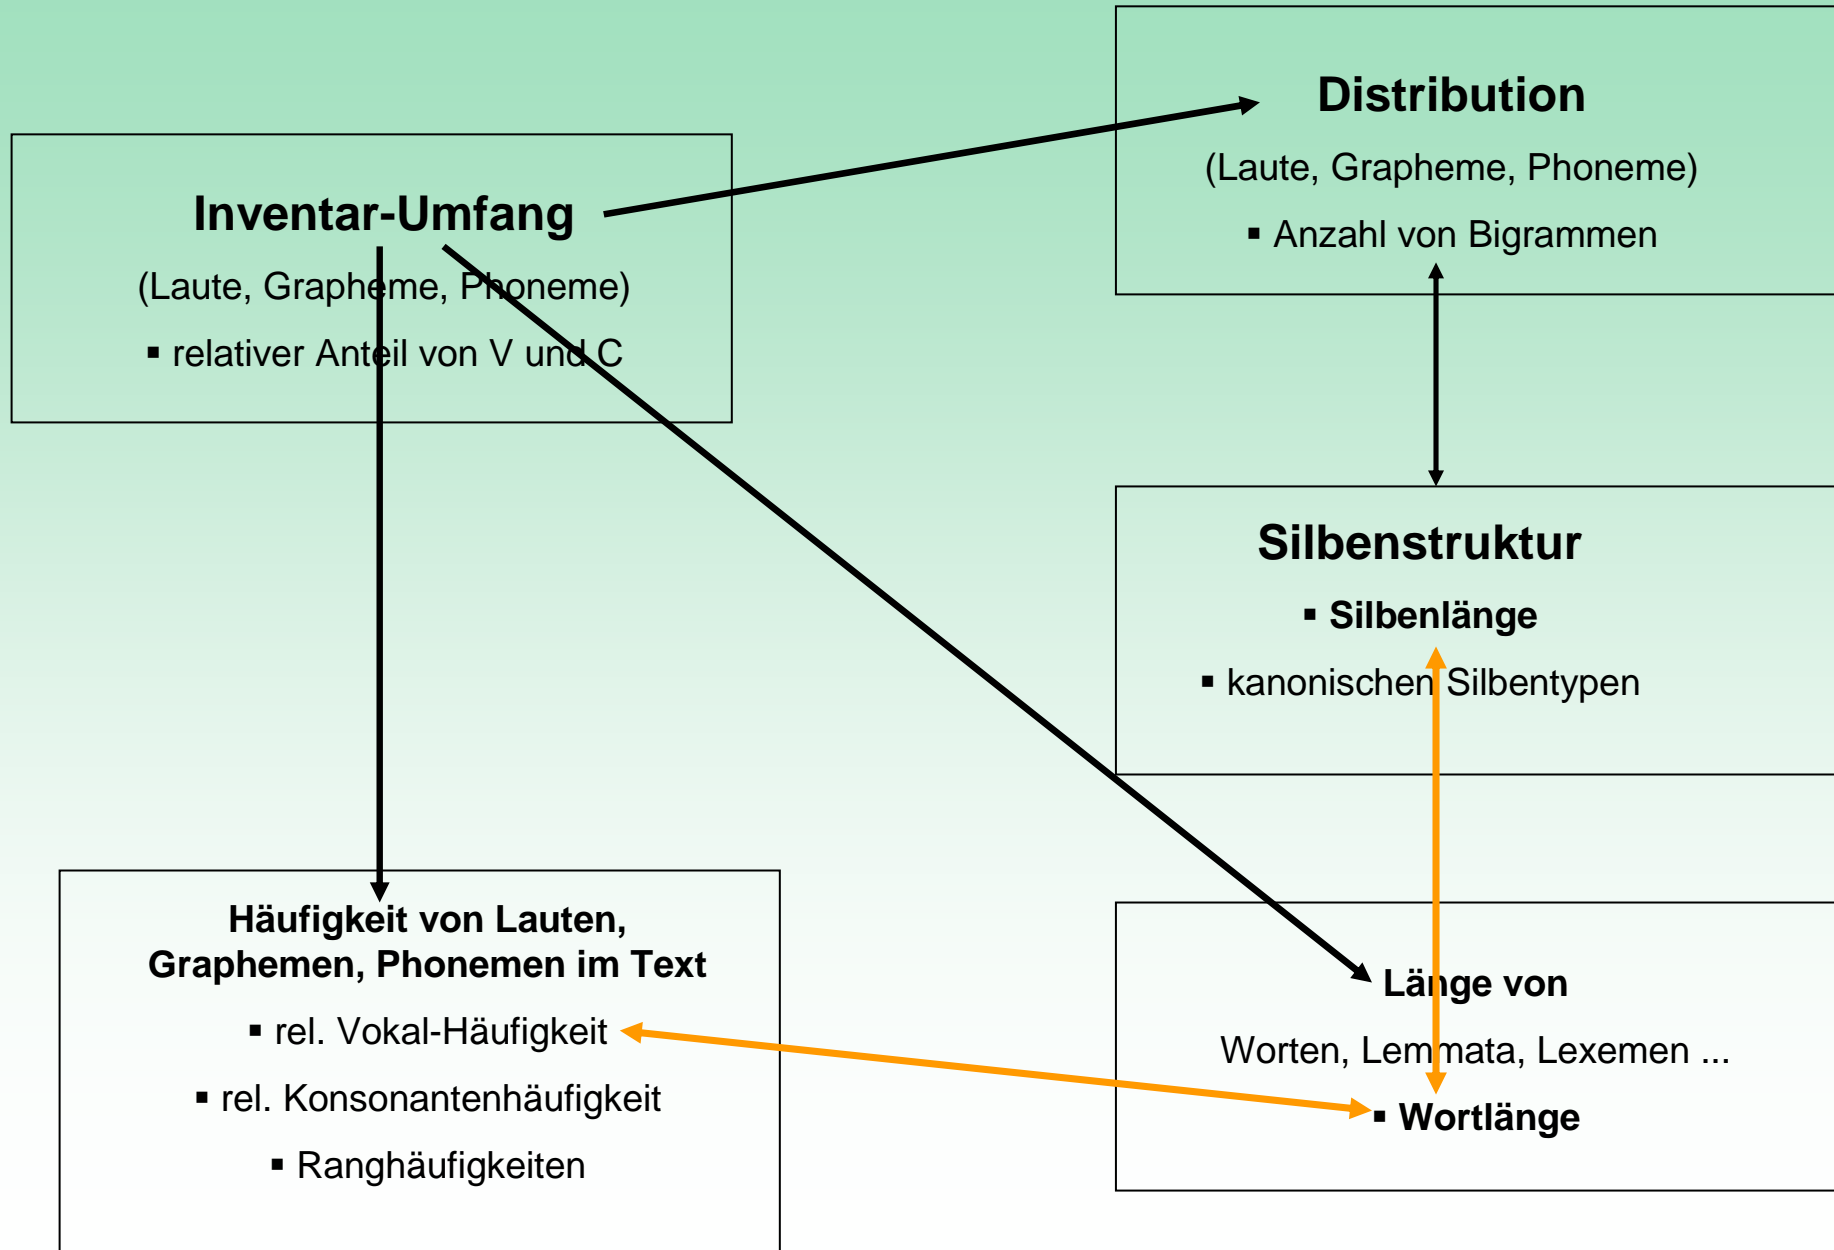 Inventar-Umfang
(Laute, Grapheme, Phoneme)
▪ relativer Anteil von V und C
Distribution
(Laute, Grapheme, Phoneme)
▪ Anzahl von Bigrammen
Silbenstruktur
▪ Silbenlänge
▪ kanonischen Silbentypen
Häufigkeit von Lauten,
Graphemen, Phonemen im Text
▪ rel. Vokal-Häufigkeit
▪ rel. Konsonantenhäufigkeit
▪ Ranghäufigkeiten
Länge von
Worten, Lemmata, Lexemen ...
▪ Wortlänge